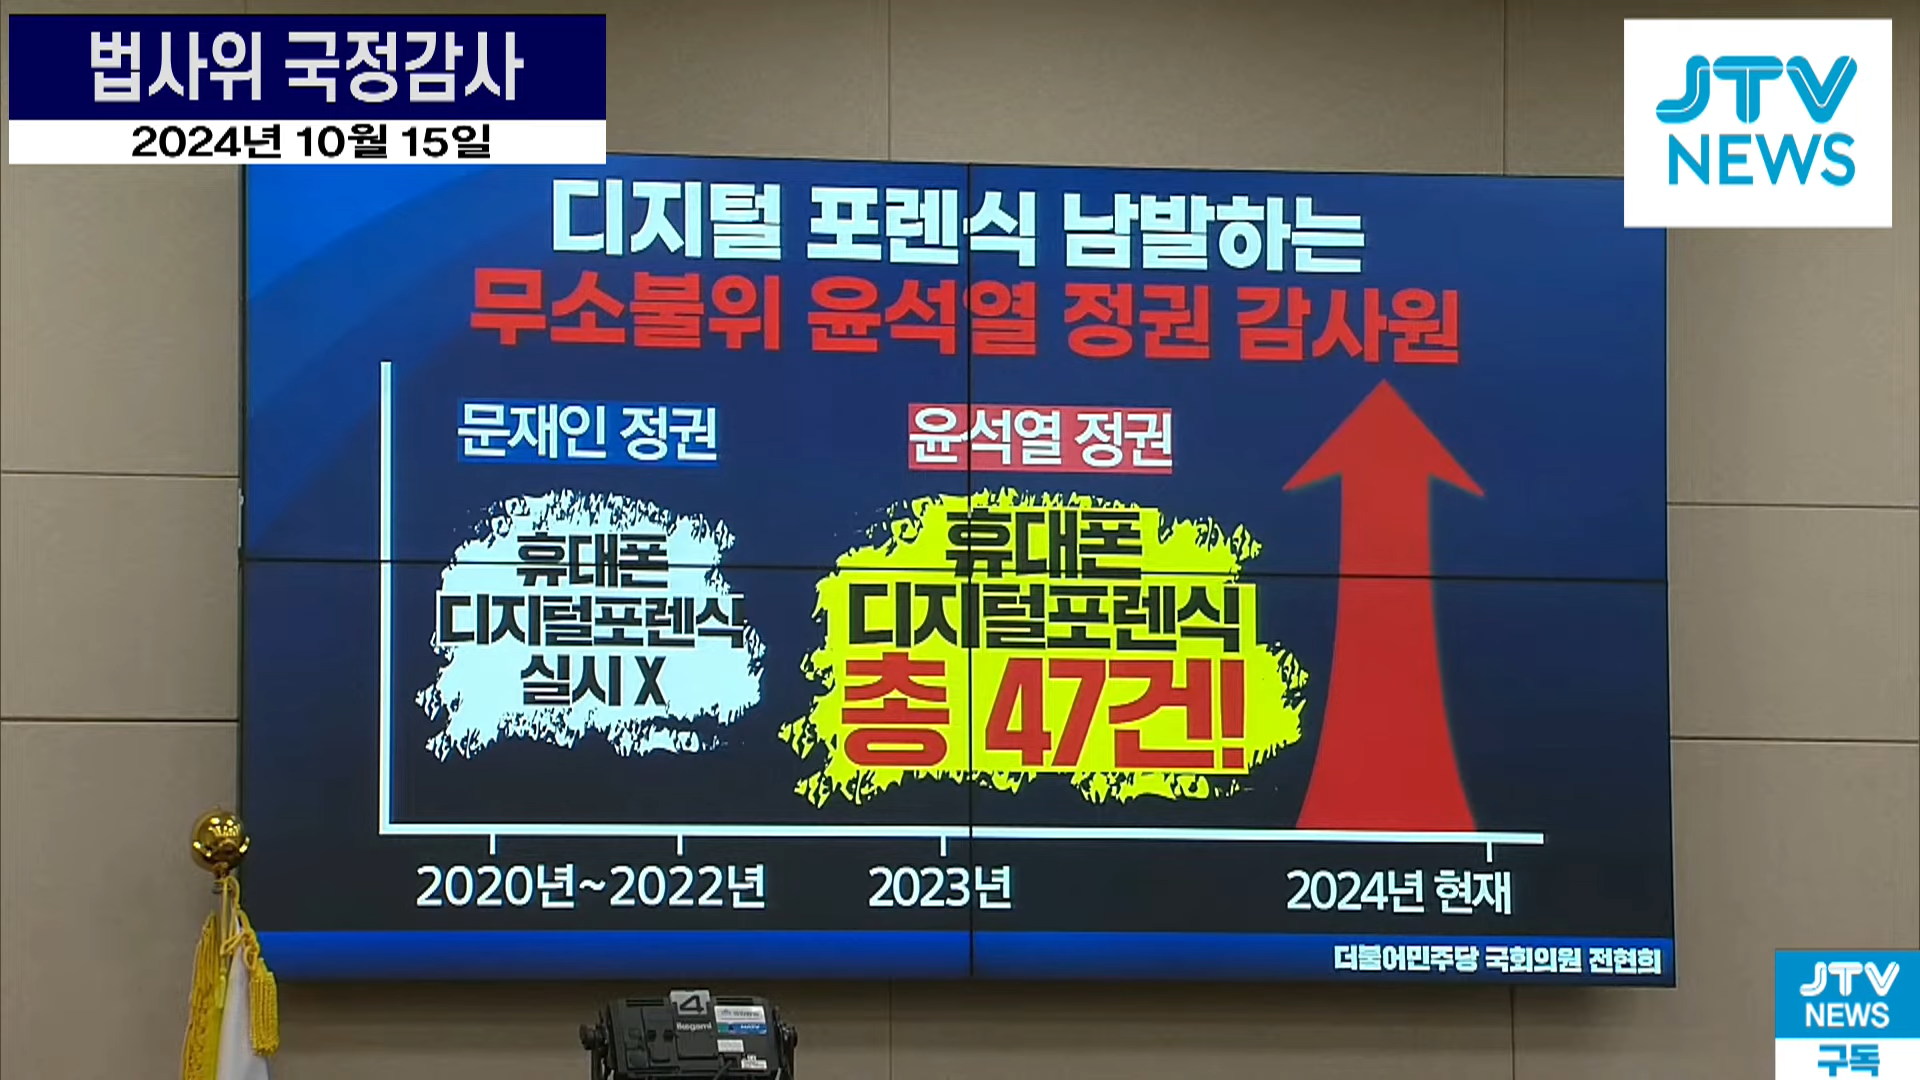 법사위 국정감사
2024년 10월 15일
JTV
NEWS
디지털 포렌식 남발하는
무소불위 윤석열 정권 감사원
문재인 정권
윤석열 정권
휴대폰
디지털포렌식
실시 X
휴대폰
디지털포렌식
총 47건!
2020년~2022년
2023년
2024년 현재
더불어민주당 국회의원 전현희
4
Ikegami
JTV
NEWS
구독